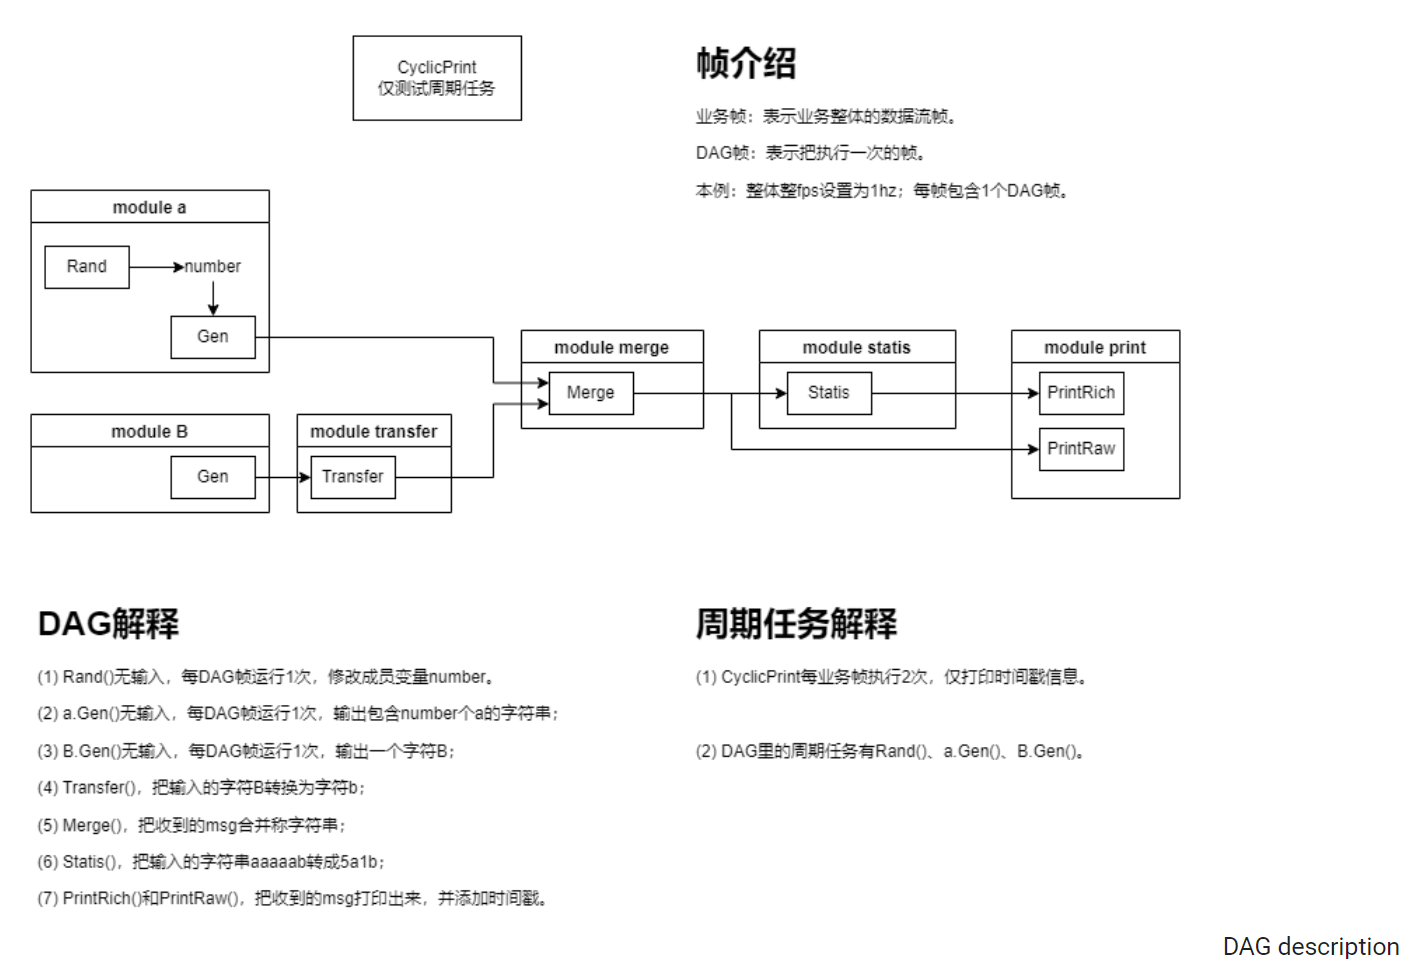 CyclicPrint
仅测试周期任务
帧介绍
业务帧：表示业务整体的数据流帧。
DAG帧：表示把执行一次的帧。
本例：整体整fps设置为1hz；每帧包含1个DAG帧。
module a
Rand
number
Gen
module B
Gen
module transfer
Transfer
module merge
Merge
module statis
Statis
module print
PrintRich
PrintRaw
DAG解释
(1) Rand()无输入，每DAG帧运行1次，修改成员变量number。
(2) a.Gen()无输入，每DAG帧运行1次，输出包含number个a的字符串；
(3) B.Gen()无输入，每DAG帧运行1次，输出一个字符B；
(4) Transfer()，把输入的字符B转换为字符b；
(5) Merge()，把收到的msg合并称字符串；
(6) Statis()，把输入的字符串aaaaab转成5a1b；
(7) PrintRich()和PrintRaw()，把收到的msg打印出来，并添加时间戳。
周期任务解释
(1) CyclicPrint每业务帧执行2次，仅打印时间戳信息。
(2) DAG里的周期任务有Rand()、a.Gen()、B.Gen()。
DAG description